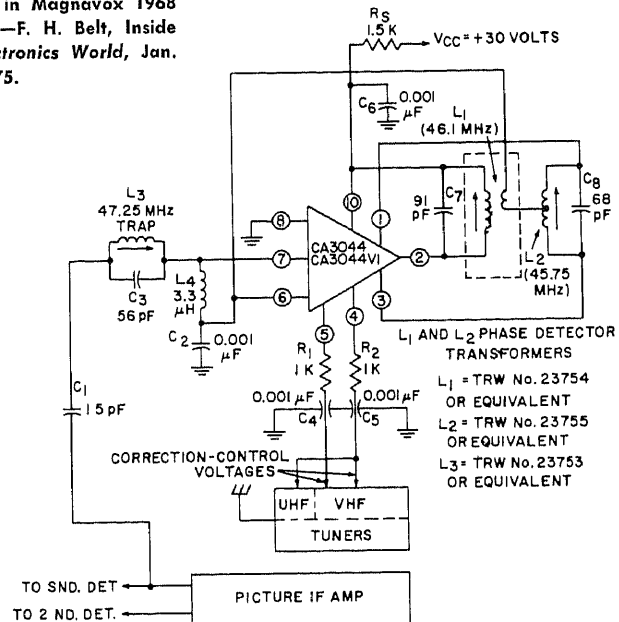 in Magnavox 1968
—F. H. Belt, Inside
ctronics World, Jan.
75.
RS
1.5 K
VCC = +30 VOLTS
C6
0.001
µF
L1
(46.1 MHz)
L3
47.25 MHz
TRAP
C3
56 pF
L4
3.3
µH
C2
0.001
µF
C1
15 pF
8
7
6
10
1
2
3
5
4
CA3044
CA3044V1
91
pF
C7
C8
68
pF
L2
(45.75
MHz)
R1
1K
R2
1K
0.001 µF
C4
0.001 µF
C5
L1 AND L2 PHASE DETECTOR
TRANSFORMERS
L1 = TRW No. 23754
OR EQUIVALENT
L2 = TRW No. 23755
OR EQUIVALENT
L3 = TRW No. 23753
OR EQUIVALENT
CORRECTION-CONTROL
VOLTAGES
UHF
VHF
TUNERS
TO SND. DET
TO 2 ND. DET.
PICTURE IF AMP